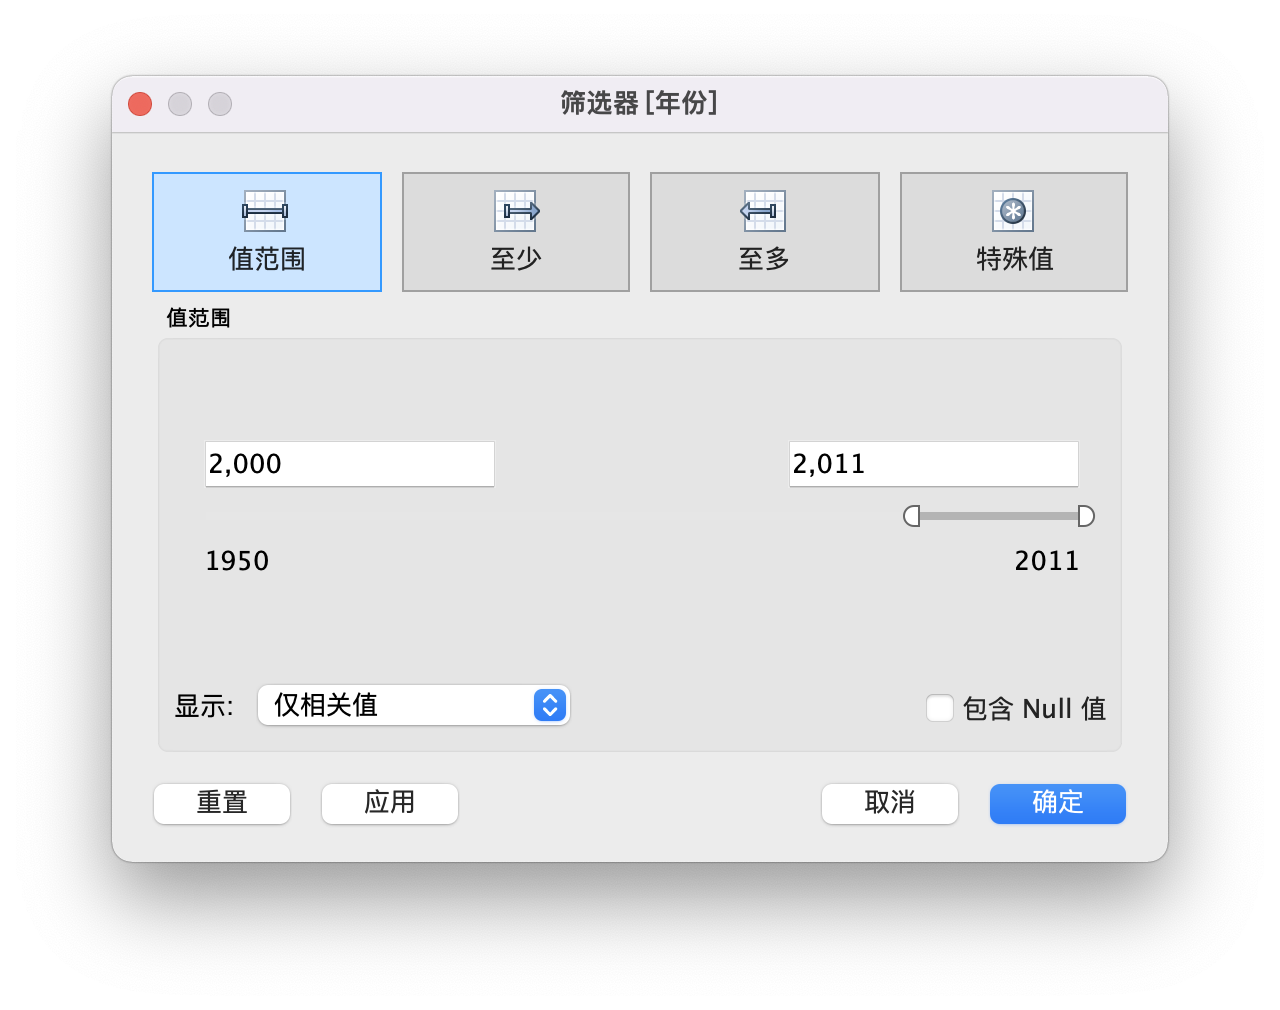 筛选器 [年份]
值范围
至少
至多
特殊值
值范围
2,000
2,011
1950
2011
显示:
仅相关值
包含 Null 值
重置
应用
取消
确定